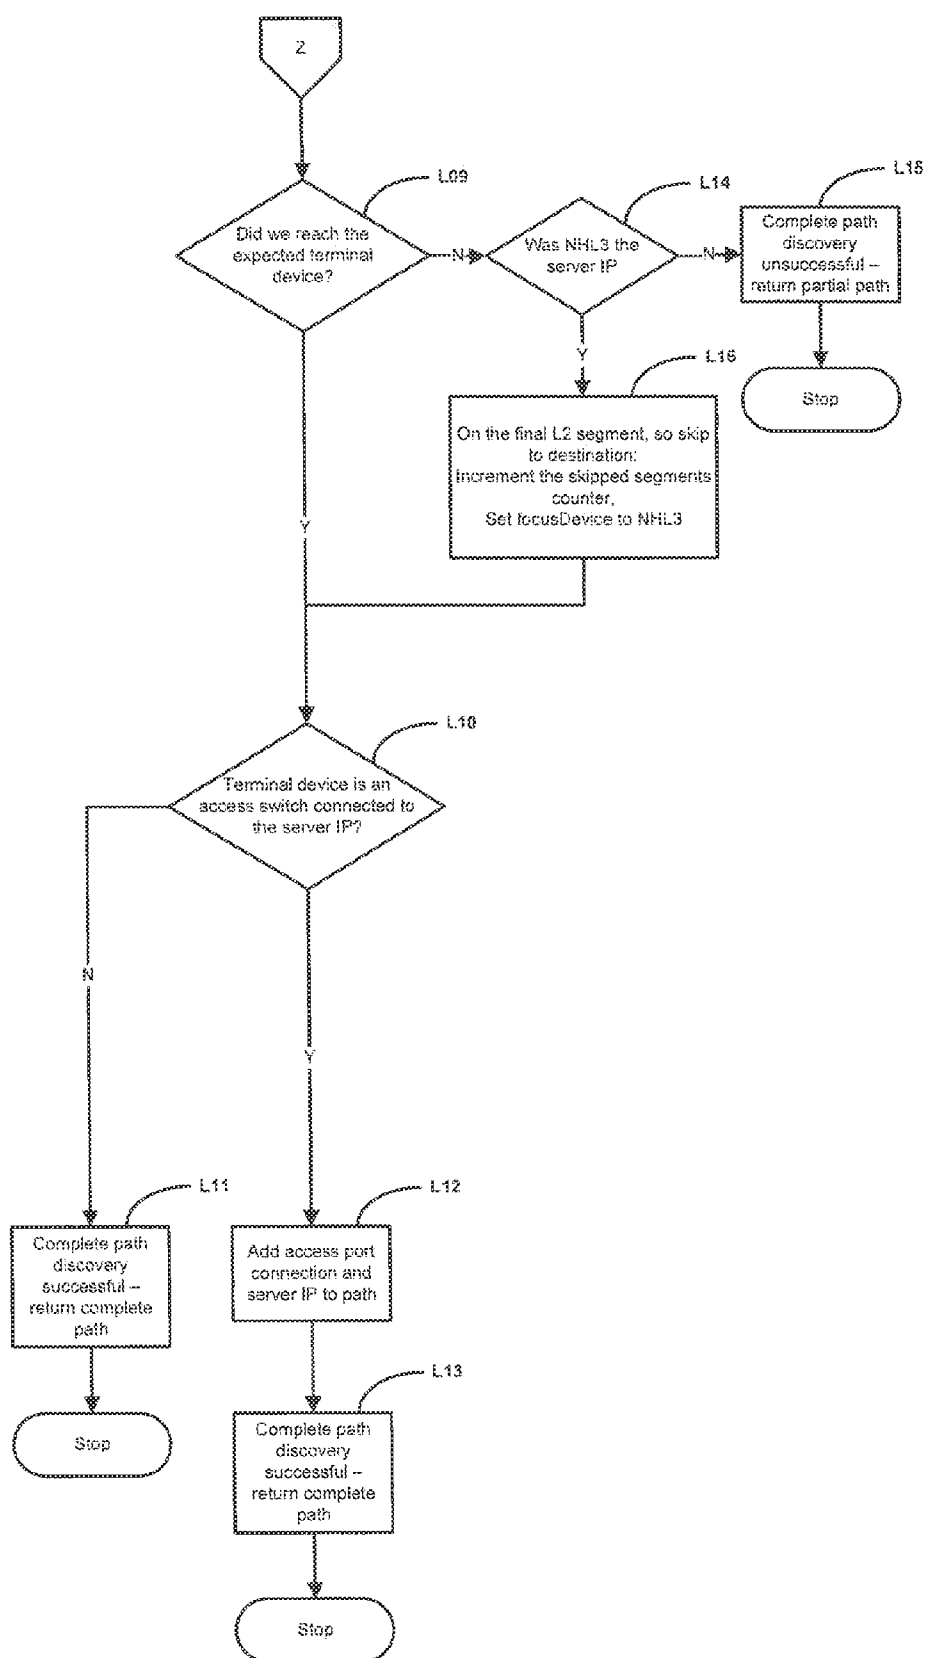 2
L09
Did we reach the
expected terminal
device?
N
L14
Was NHL3 the
server IP
N
L15
Complete path
discovery
unsuccessful –
return partial path
Stop
Y
L16
On the final L2 segment, so skip
to destination:
Increment the skipped segments
counter,
Set focusDevice to NHL3
Y
L10
Terminal device is an
access switch connected to
the server IP?
N
Y
L11
Complete path
discovery
successful –
return complete
path
Stop
L12
Add access port
connection and
server IP to path
L13
Complete path
discovery
successful –
return complete
path
Stop